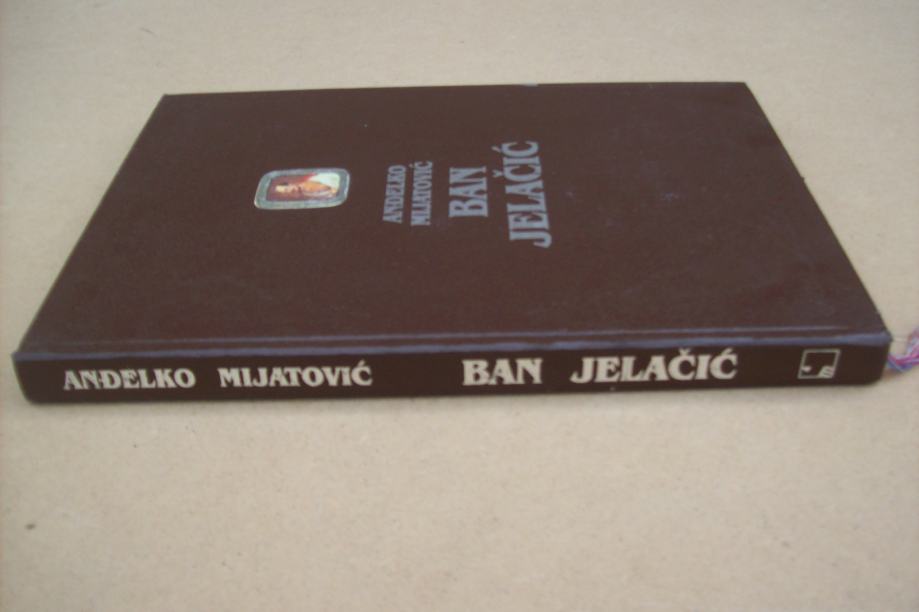 ANĐELKO
MIJATOVIĆ
BAN
JELAČIĆ
ANĐELKO MIJATOVIĆ BAN JELAČIĆ